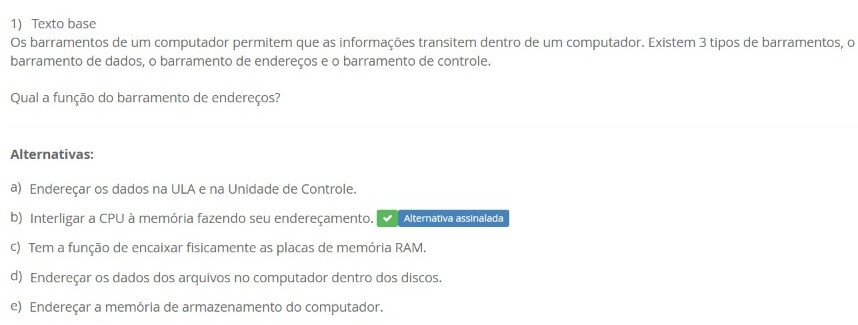 1) Texto base
Os barramentos de um computador permitem que as informações transitem dentro de um computador. Existem 3 tipos de barramentos, o
barramento de dados, o barramento de endereços e o barramento de controle.
Qual a função do barramento de endereços?
Alternativas:
a) Endereçar os dados na ULA e na Unidade de Controle.
b) Interligar a CPU à memória fazendo seu endereçamento. Alternativa assinalada
c) Tem a função de encaixar fisicamente as placas de memória RAM.
d) Endereçar os dados dos arquivos no computador dentro dos discos.
e) Endereçar a memória de armazenamento do computador.